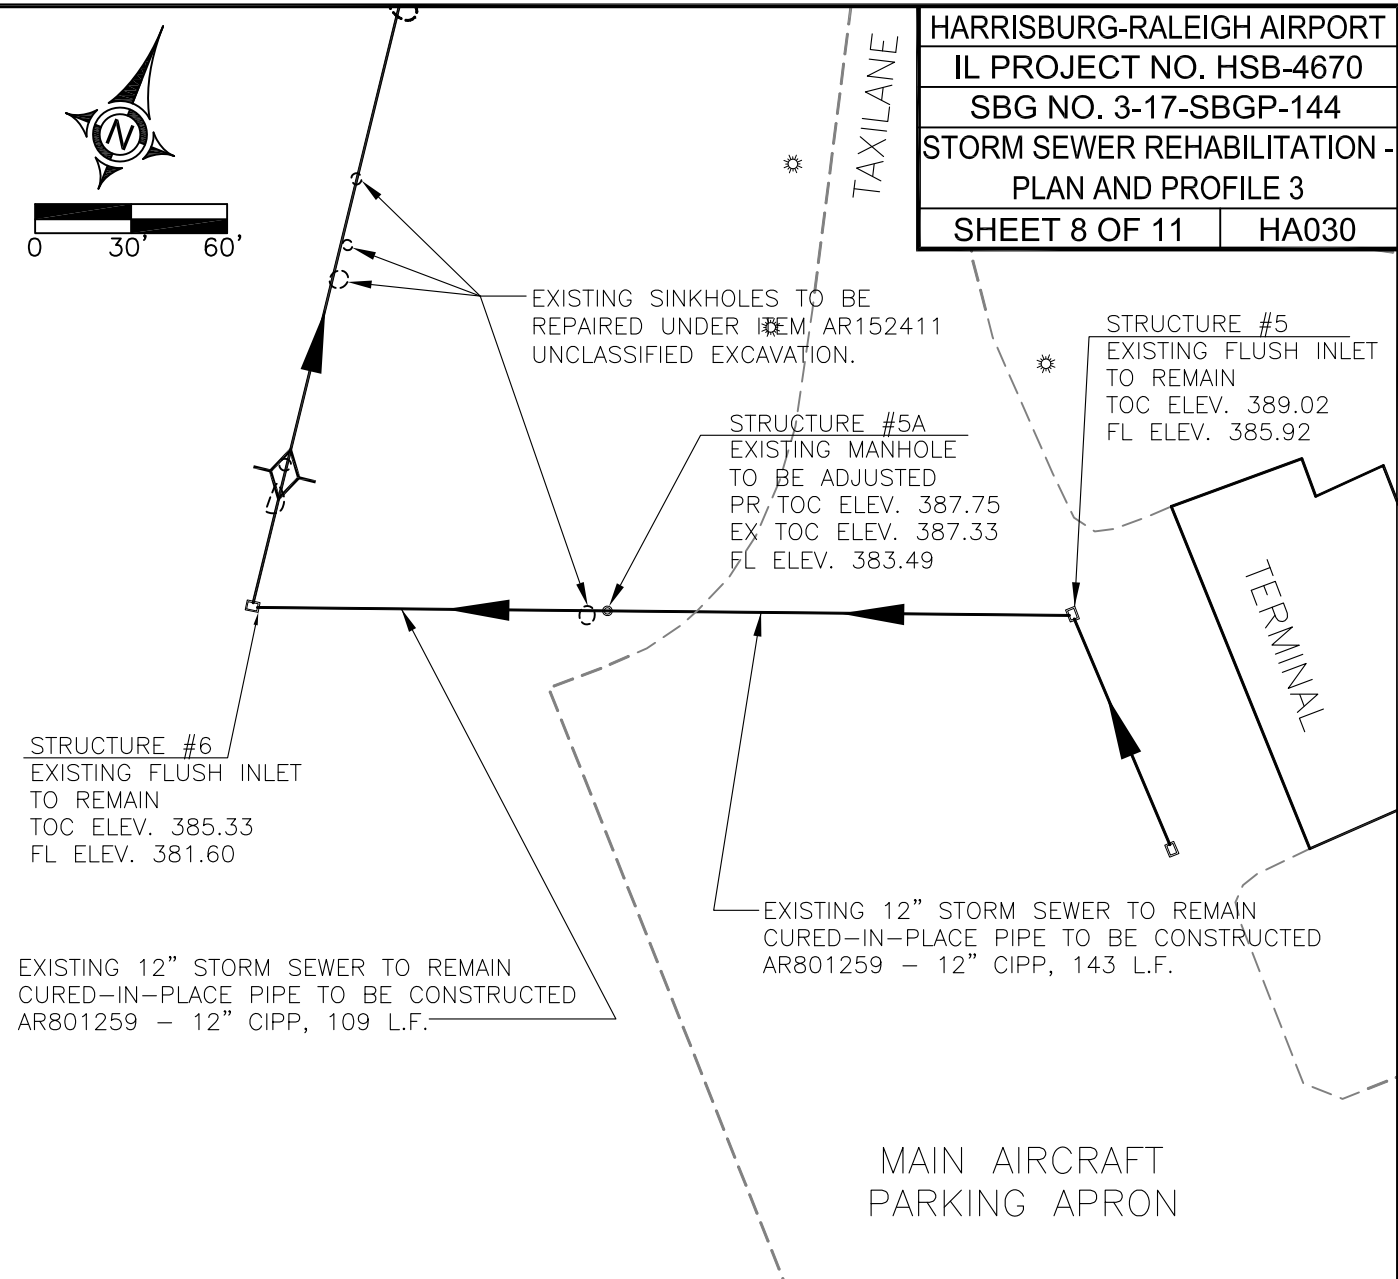 HARRISBURG-RALEIGH AIRPORT
IL PROJECT NO. HSB-4670
SBG NO. 3-17-SBGP-144
STORM SEWER REHABILITATION -
PLAN AND PROFILE 3
SHEET 8 OF 11 HA030
N
0 30' 60'
TAXILANE
EXISTING SINKHOLES TO BE
REPAIRED UNDER ITEM AR152411
UNCLASSIFIED EXCAVATION.
STRUCTURE #5
EXISTING FLUSH INLET
TO REMAIN
TOC ELEV. 389.02
FL ELEV. 385.92
STRUCTURE #5A
EXISTING MANHOLE
TO BE ADJUSTED
PR TOC ELEV. 387.75
EX TOC ELEV. 387.33
FL ELEV. 383.49
TERMINAL
STRUCTURE #6
EXISTING FLUSH INLET
TO REMAIN
TOC ELEV. 385.33
FL ELEV. 381.60
EXISTING 12” STORM SEWER TO REMAIN
CURED–IN–PLACE PIPE TO BE CONSTRUCTED
AR801259 – 12” CIPP, 143 L.F.
EXISTING 12” STORM SEWER TO REMAIN
CURED–IN–PLACE PIPE TO BE CONSTRUCTED
AR801259 – 12” CIPP, 109 L.F.
MAIN AIRCRAFT
PARKING APRON